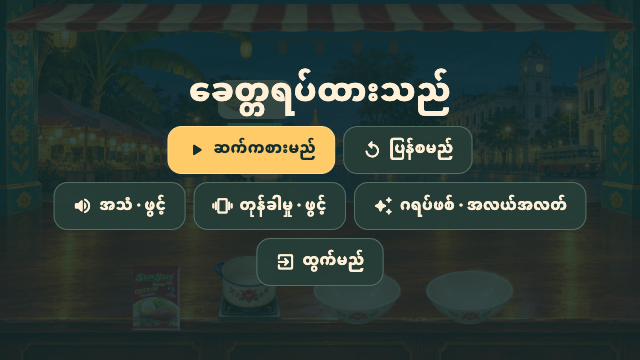 ခေတ္တရပ်ထားသည်
ဆက်ကစားမည်
ပြန်စမည်
အသံ · ဖွင့်
တုန်ခါမှု · ဖွင့်
ဂရပ်ဖစ် · အလယ်အလတ်
ထွက်မည်